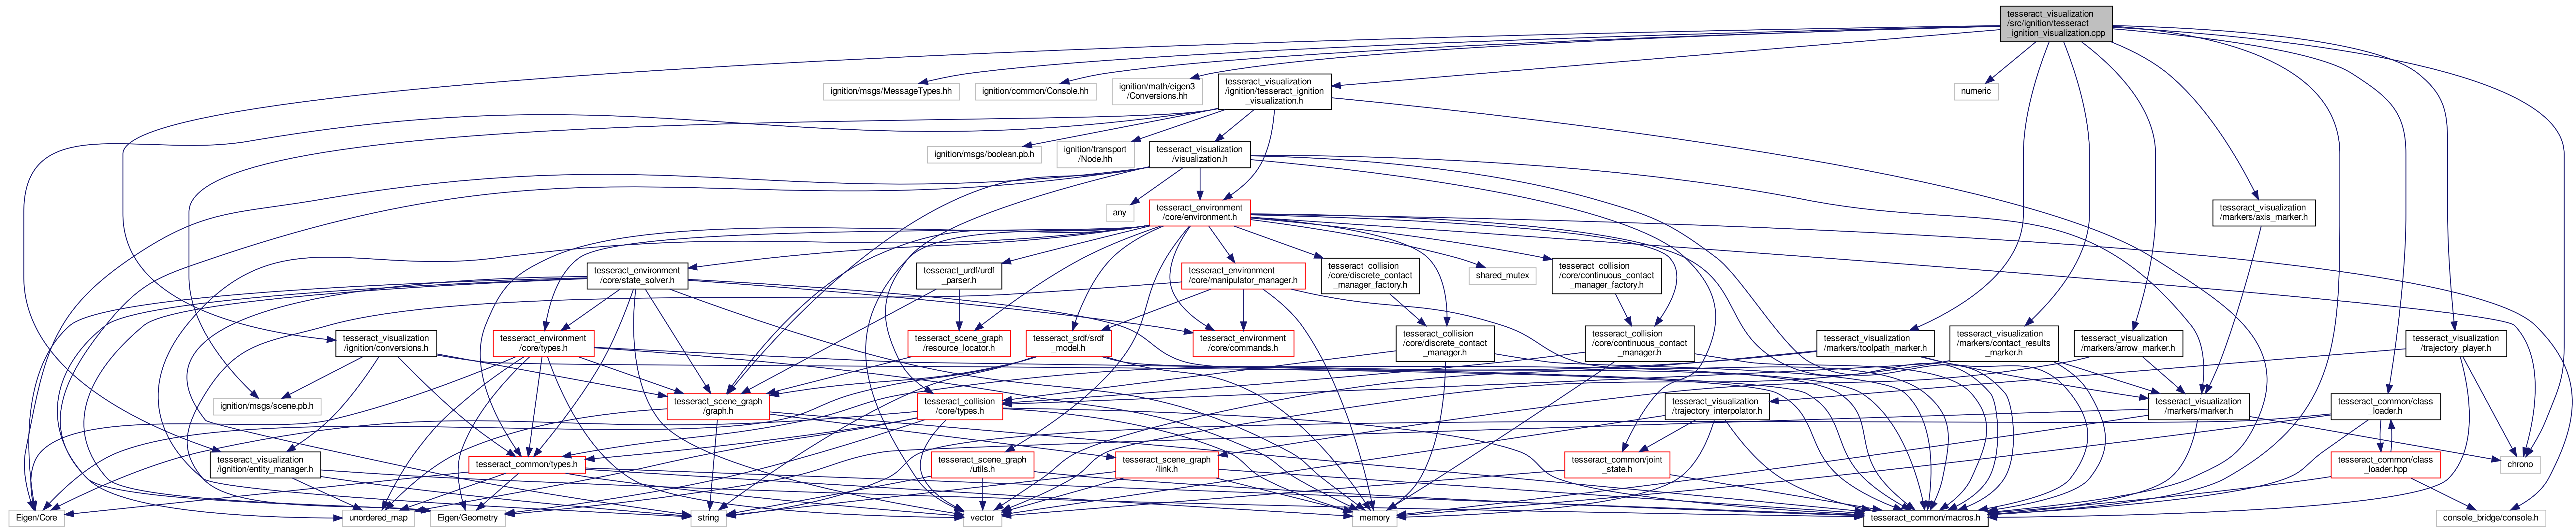 tesseract_visualization
/src/ignition/tesseract
_ignition_visualization.cpp
ignition/msgs/MessageTypes.hh
ignition/common/Console.hh
ignition/math/eigen3
/Conversions.hh
tesseract_visualization
/ignition/tesseract_ignition
_visualization.h
numeric
ignition/msgs/boolean.pb.h
ignition/transport
/Node.hh
tesseract_visualization
/visualization.h
any
tesseract_environment
/core/environment.h
tesseract_visualization
/markers/axis_marker.h
tesseract_environment
/core/state_solver.h
tesseract_urdf/urdf
_parser.h
tesseract_environment
/core/manipulator_manager.h
tesseract_collision
/core/discrete_contact
_manager_factory.h
shared_mutex
tesseract_collision
/core/continuous_contact
_manager_factory.h
tesseract_visualization
/ignition/conversions.h
tesseract_environment
/core/types.h
tesseract_scene_graph
/resource_locator.h
tesseract_srdf/srdf
_model.h
tesseract_environment
/core/commands.h
tesseract_collision
/core/discrete_contact
_manager.h
tesseract_collision
/core/continuous_contact
_manager.h
tesseract_visualization
/markers/toolpath_marker.h
tesseract_visualization
/markers/contact_results
_marker.h
tesseract_visualization
/markers/arrow_marker.h
tesseract_visualization
/trajectory_player.h
ignition/msgs/scene.pb.h
tesseract_scene_graph
/graph.h
tesseract_collision
/core/types.h
tesseract_visualization
/trajectory_interpolator.h
tesseract_visualization
/markers/marker.h
tesseract_common/class
_loader.h
tesseract_visualization
/ignition/entity_manager.h
tesseract_common/types.h
tesseract_scene_graph
/utils.h
tesseract_scene_graph
/link.h
tesseract_common/joint
_state.h
tesseract_common/class
_loader.hpp
chrono
Eigen/Core
unordered_map
Eigen/Geometry
string
vector
memory
tesseract_common/macros.h
console_bridge/console.h